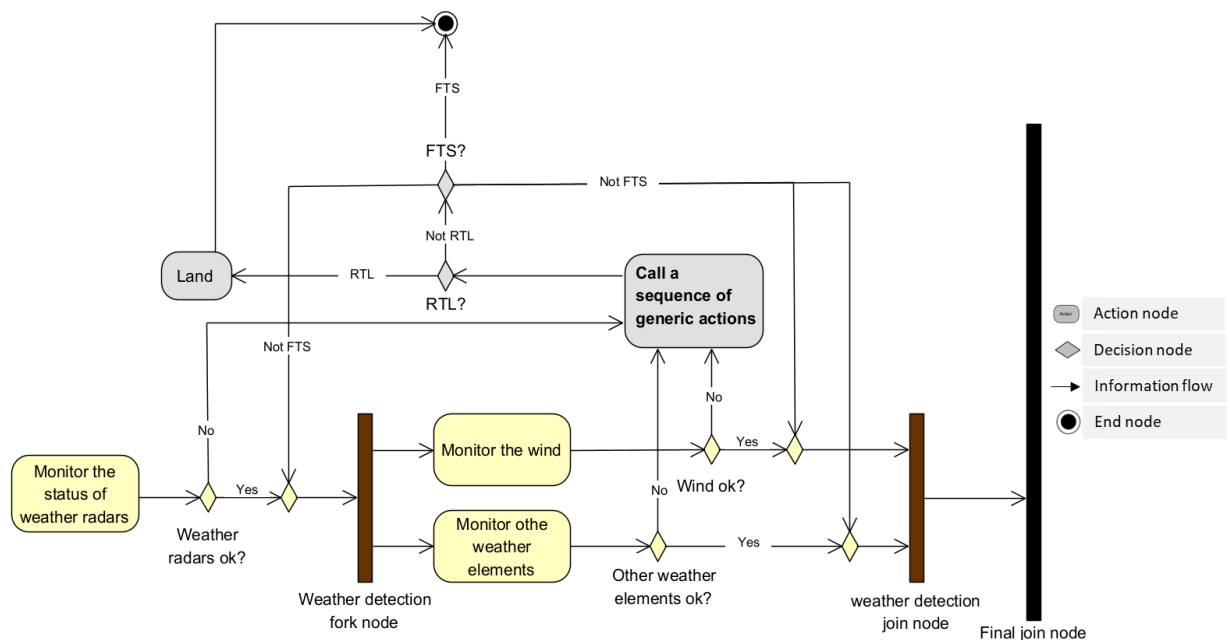 FTS
FTS?
Not FTS
Not RTL
Land
RTL
RTL?
Call a
sequence of
generic actions
Not FTS
Action
Action node
Decision node
Information flow
End node
No
No
Monitor the wind
Yes
Wind ok?
Monitor the
status of
weather radars
Yes
Weather
radars ok?
No
Monitor othe
weather
elements
Yes
Other weather
elements ok?
Weather detection
fork node
weather detection
join node
Final join node